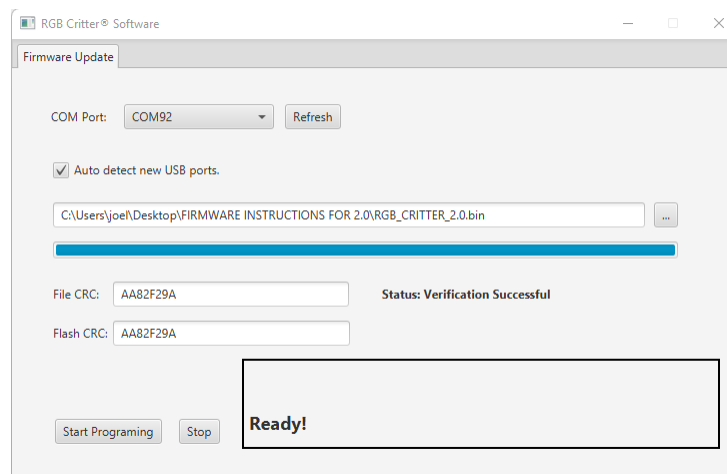 RGB Critter® Software
Firmware Update
COM Port: COM92 Refresh
Auto detect new USB ports.
C:\Users\joel\Desktop\FIRMWARE INSTRUCTIONS FOR 2.0\RGB_CRITTER_2.0.bin ...
File CRC: AA82F29A Status: Verification Successful
Flash CRC: AA82F29A
Start Programing Stop Ready!